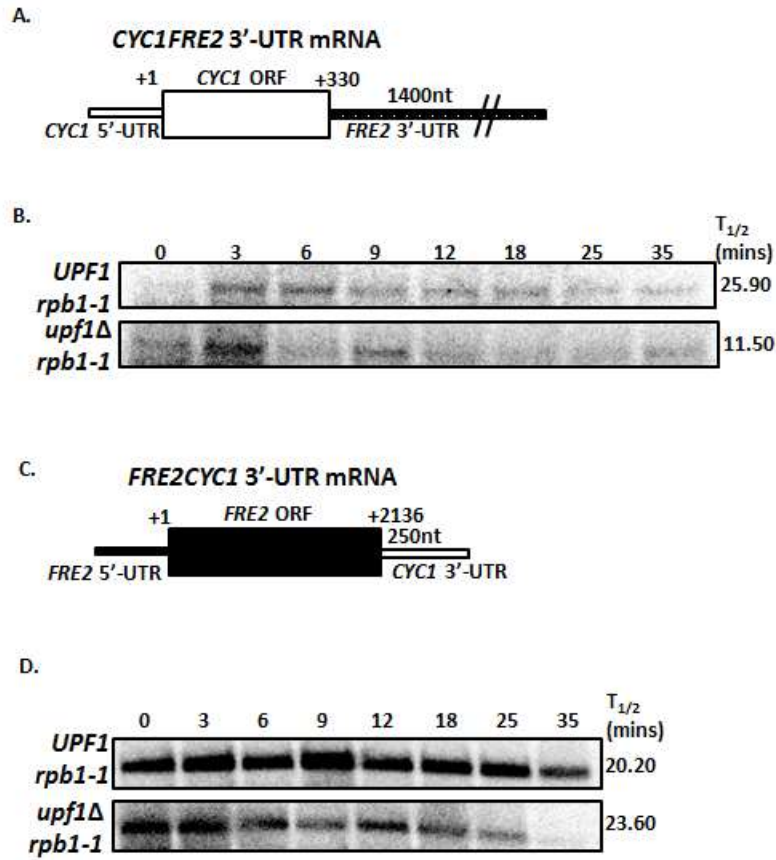 A.
CYC1FRE2 3’-UTR mRNA
+1 CYC1 ORF +330
1400nt
CYC1 5’-UTR FRE2 3’-UTR
B.
T1/2
0 3 6 9 12 18 25 35 (mins)
UPF1
rpb1-1 25.90
upf1Δ
rpb1-1 11.50
C.
FRE2CYC1 3’-UTR mRNA
+1 FRE2 ORF +2136
250nt
FRE2 5’-UTR CYC1 3’-UTR
D.
T1/2
0 3 6 9 12 18 25 35 (mins)
UPF1
rpb1-1 20.20
upf1Δ
rpb1-1 23.60